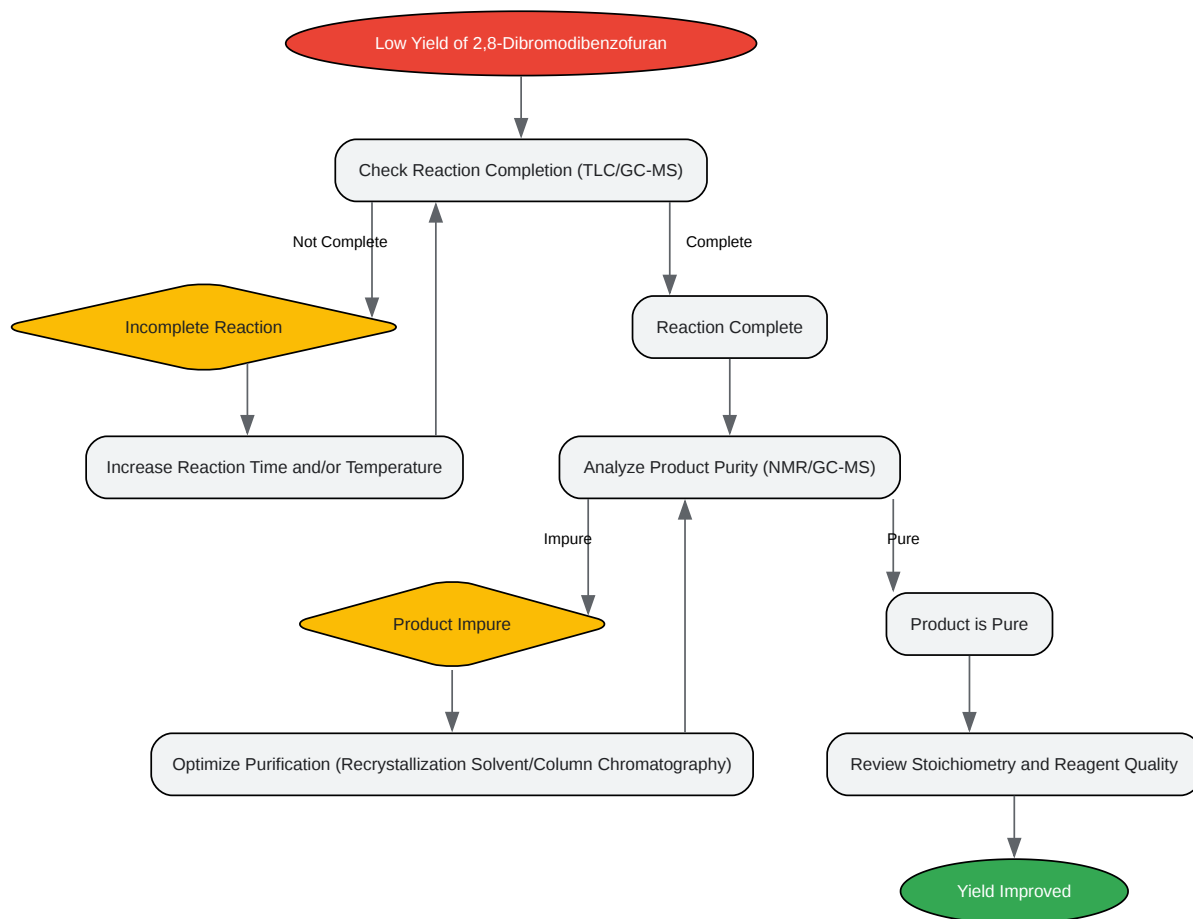 Low Yield of 2,8-Dibromodibenzofuran
Check Reaction Completion (TLC/GC-MS)
Not Complete
Complete
Incomplete Reaction
Reaction Complete
Increase Reaction Time and/or Temperature
Analyze Product Purity (NMR/GC-MS)
Impure
Pure
Product Impure
Product is Pure
Optimize Purification (Recrystallization Solvent/Column Chromatography)
Review Stoichiometry and Reagent Quality
Yield Improved